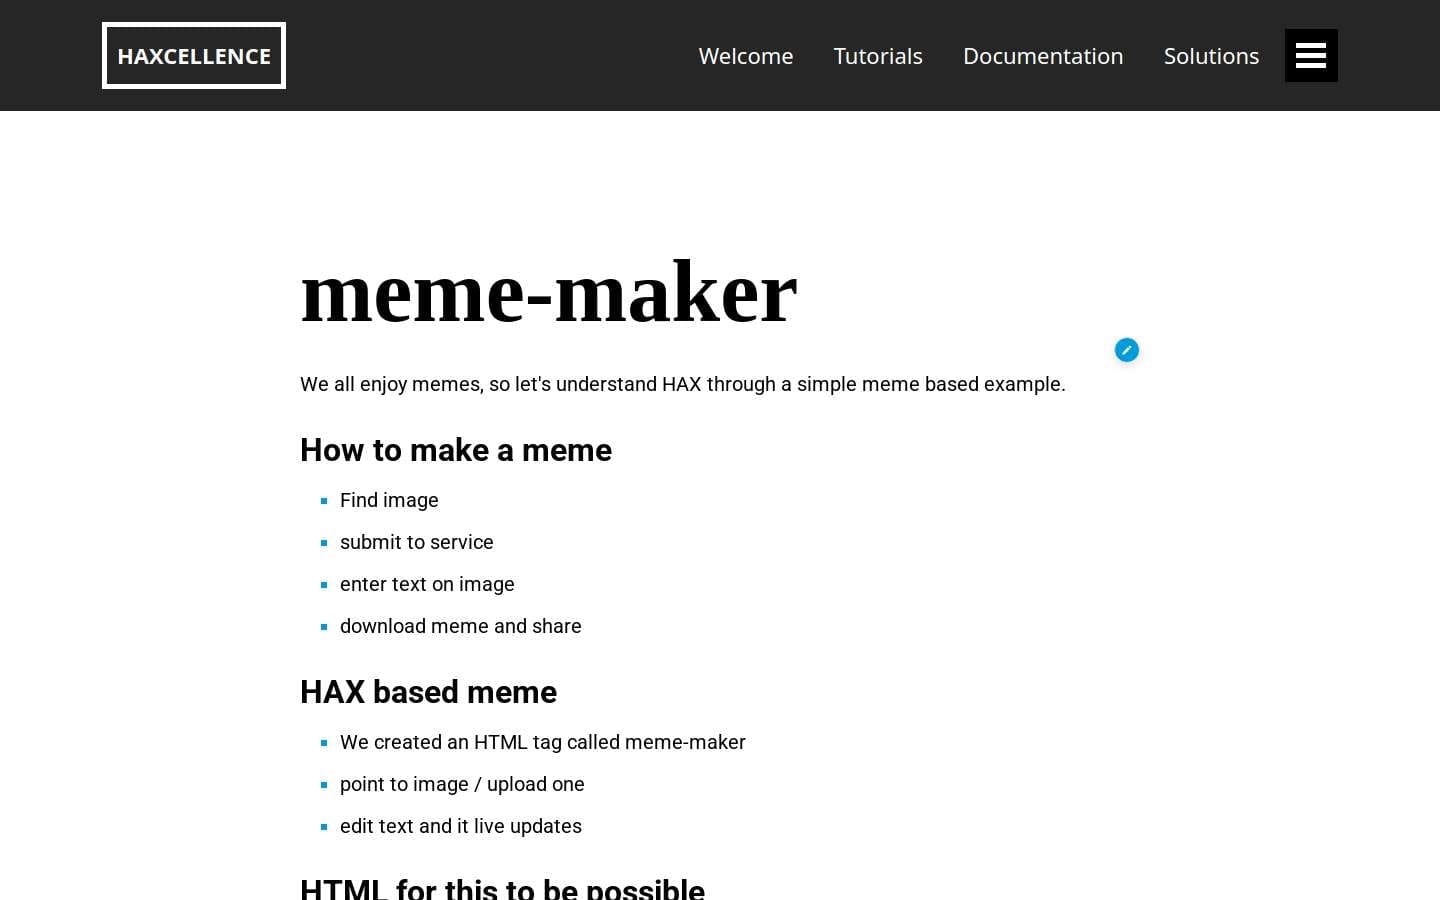 HAXCELLENCE
Welcome
Tutorials
Documentation
Solutions
meme-maker
We all enjoy memes, so let's understand HAX through a simple meme based example.
How to make a meme
Find image
submit to service
enter text on image
download meme and share
HAX based meme
We created an HTML tag called meme-maker
point to image / upload one
edit text and it live updates
HTML for this to be possible